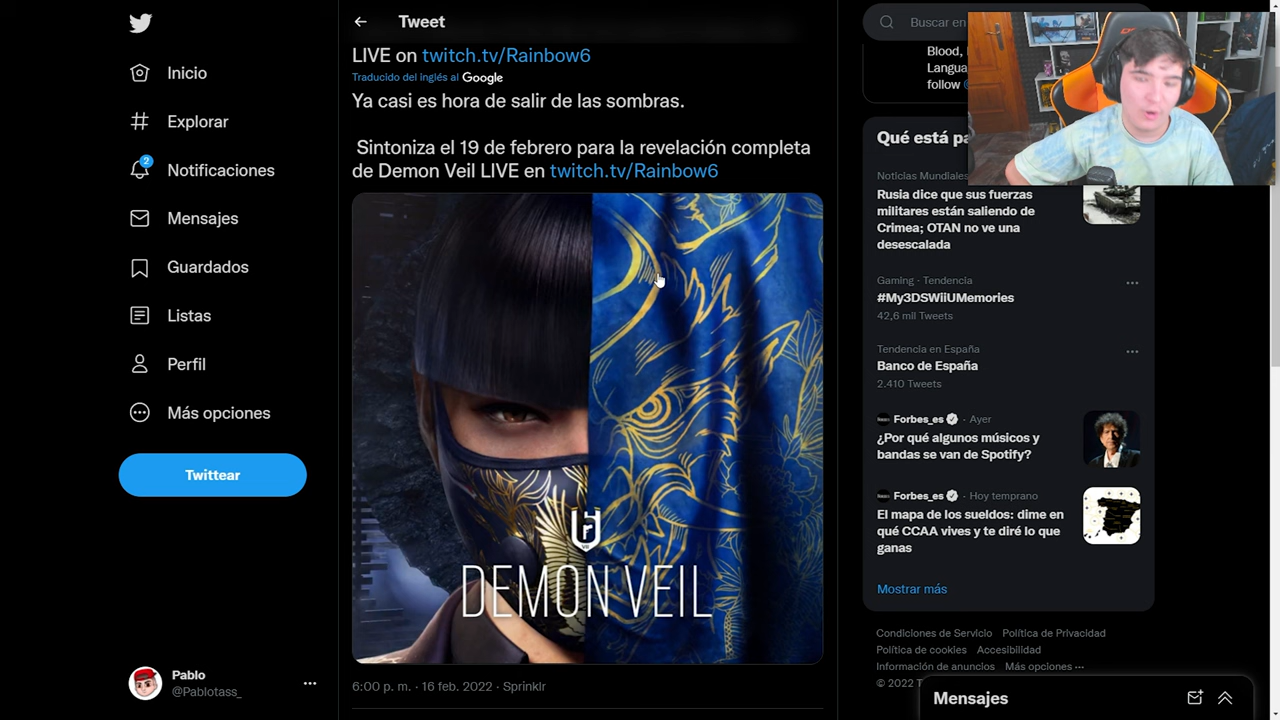 Inicio
Explorar
2
Notificaciones
Mensajes
Guardados
Listas
Perfil
Más opciones
Twittear
Pablo
@Pablotass_
Tweet
LIVE on twitch.tv/Rainbow6
Traducido del inglés al Google
Ya casi es hora de salir de las sombras.
Sintoniza el 19 de febrero para la revelación completa
de Demon Veil LIVE en twitch.tv/Rainbow6
DEMON VEIL
6:00 p. m. · 16 feb. 2022 · Sprinklr
Buscar en
Blood,
Langua
follow
Qué está pa
Noticias Mundiales
Rusia dice que sus fuerzas
militares están saliendo de
Crimea; OTAN no ve una
desescalada
Gaming · Tendencia
#My3DSWiiUMemories
42,6 mil Tweets
Tendencia en España
Banco de España
2.410 Tweets
Forbes_es · Ayer
¿Por qué algunos músicos y
bandas se van de Spotify?
Forbes_es · Hoy temprano
El mapa de los sueldos: dime en
qué CCAA vives y te diré lo que
ganas
Mostrar más
Condiciones de Servicio Política de Privacidad
Política de cookies Accesibilidad
Información de anuncios Más opciones ···
© 2022 T
Mensajes